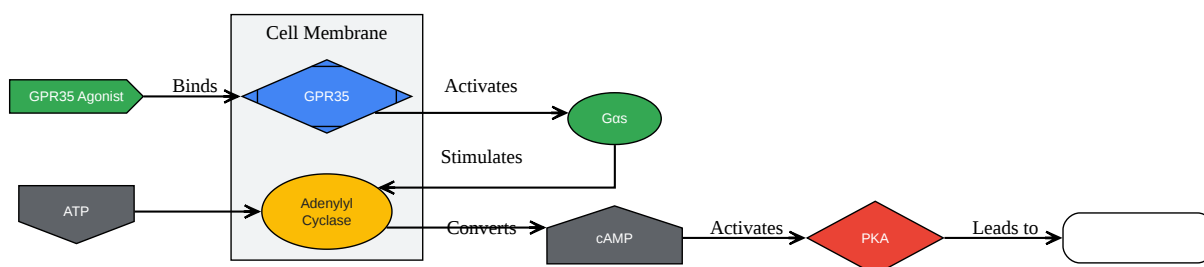 Cell Membrane
GPR35 Agonist
Binds
GPR35
Activates
Gαs
Stimulates
ATP
Adenylyl
Cyclase
Converts
cAMP
Activates
PKA
Leads to